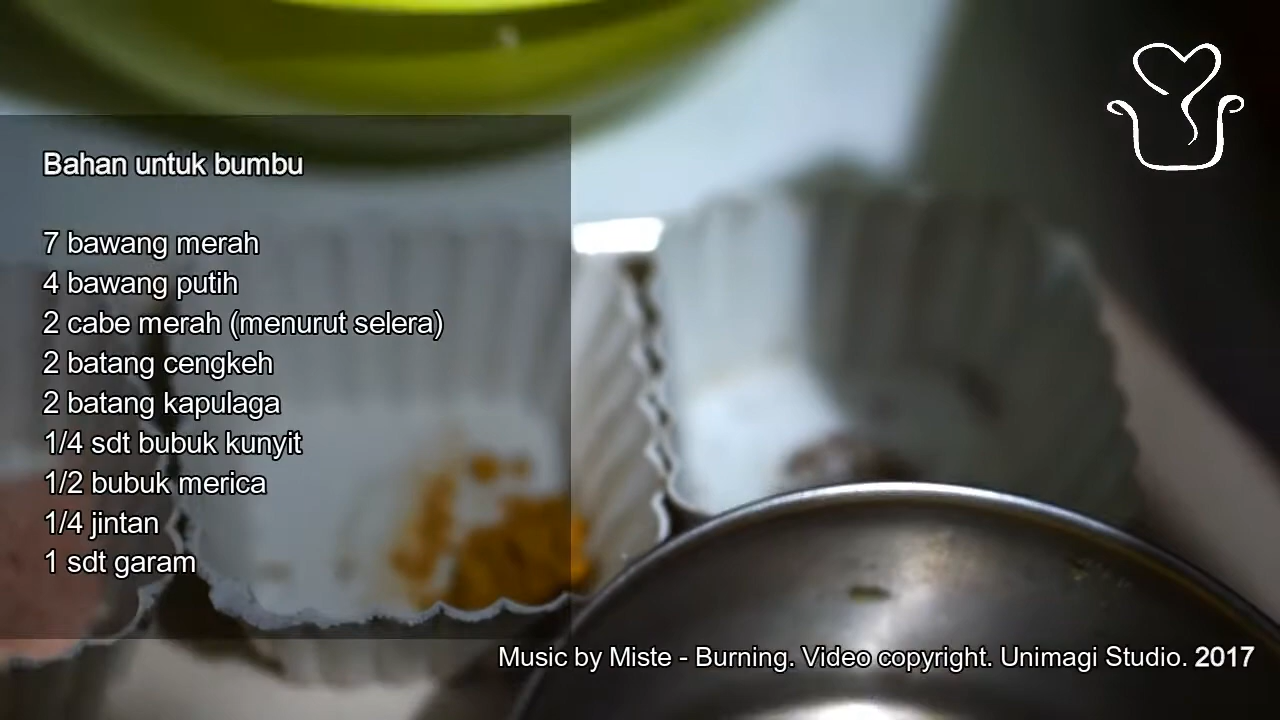 Bahan untuk bumbu
7 bawang merah
4 bawang putih
2 cabe merah (menurut selera)
2 batang cengkeh
2 batang kapulaga
1/4 sdt bubuk kunyit
1/2 bubuk merica
1/4 jintan
1 sdt garam
Music by Miste - Burning. Video copyright. Unimagi Studio. 2017